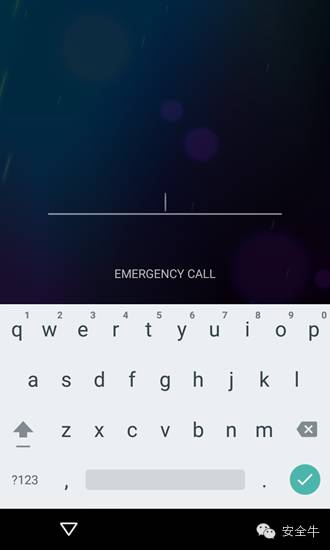 EMERGENCY CALL
1 2 3 4 5 6 7 8 9 0
q w e r t y u i o p
a s d f g h j k l
z x c v b n m
?123 , .
安全牛